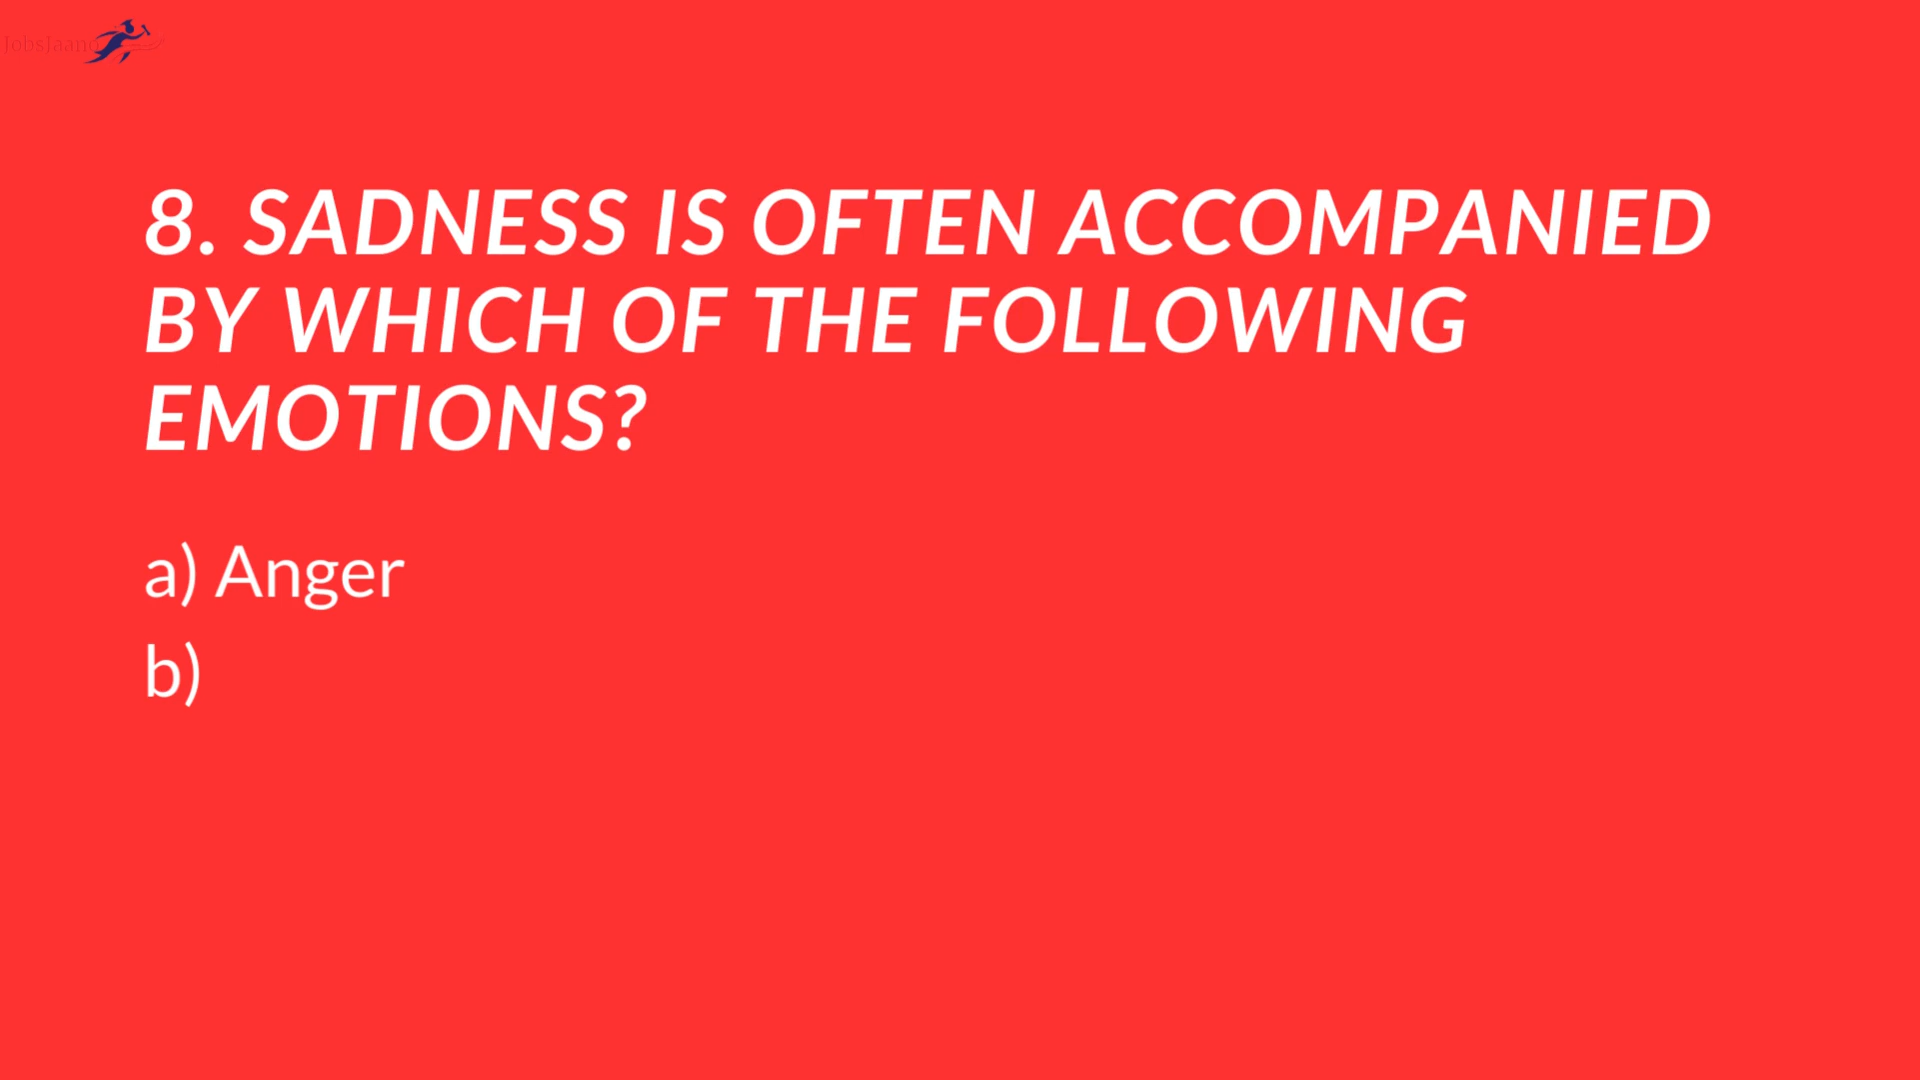 JobsJaano
8. SADNESS IS OFTEN ACCOMPANIED
BY WHICH OF THE FOLLOWING
EMOTIONS?
a) Anger
b)